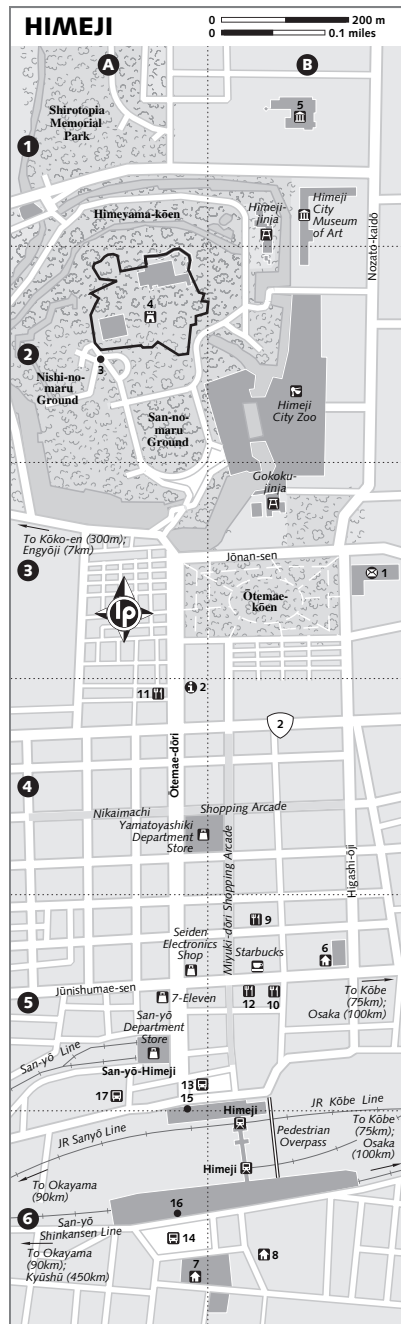 HIMEJI
0 200 m
0 0.1 miles
A
B
Shirotopia
Memorial
Park
5
1
Himeji-
jinja
Himeji
City
Museum
of Art
Himeyama-kōen
Nozato-kaidō
4
2
3
Nishi-no-
maru
Ground
San-no-
maru
Ground
Himeji
City Zoo
Gokoku-
jinja
To Kōko-en (300m);
Engyōji (7km)
Jōnan-sen
3
1
lp
Ōtemae-
kōen
11
2
2
Ōtemae-dōri
4
Nikaimachi
Shopping Arcade
Yamatoyashiki
Department
Store
Miyuki-dōri Shopping Arcade
Higashi-ōji
9
Seiden
Electronics
Shop
Starbucks
6
Jūnishumae-sen
5
7-Eleven
12
10
To Kōbe
(75km);
Osaka (100km)
San-yō
Department
Store
San-yō Line
San-yō-Himeji
13
17
15
Himeji
JR Kōbe Line
JR Sanyō Line
Pedestrian
Overpass
To Kōbe
(75km);
Osaka
(100km)
Himeji
To Okayama
(90km)
16
6
San-yō
Shinkansen Line
14
To Okayama
(90km);
Kyūshū (450km)
7
8